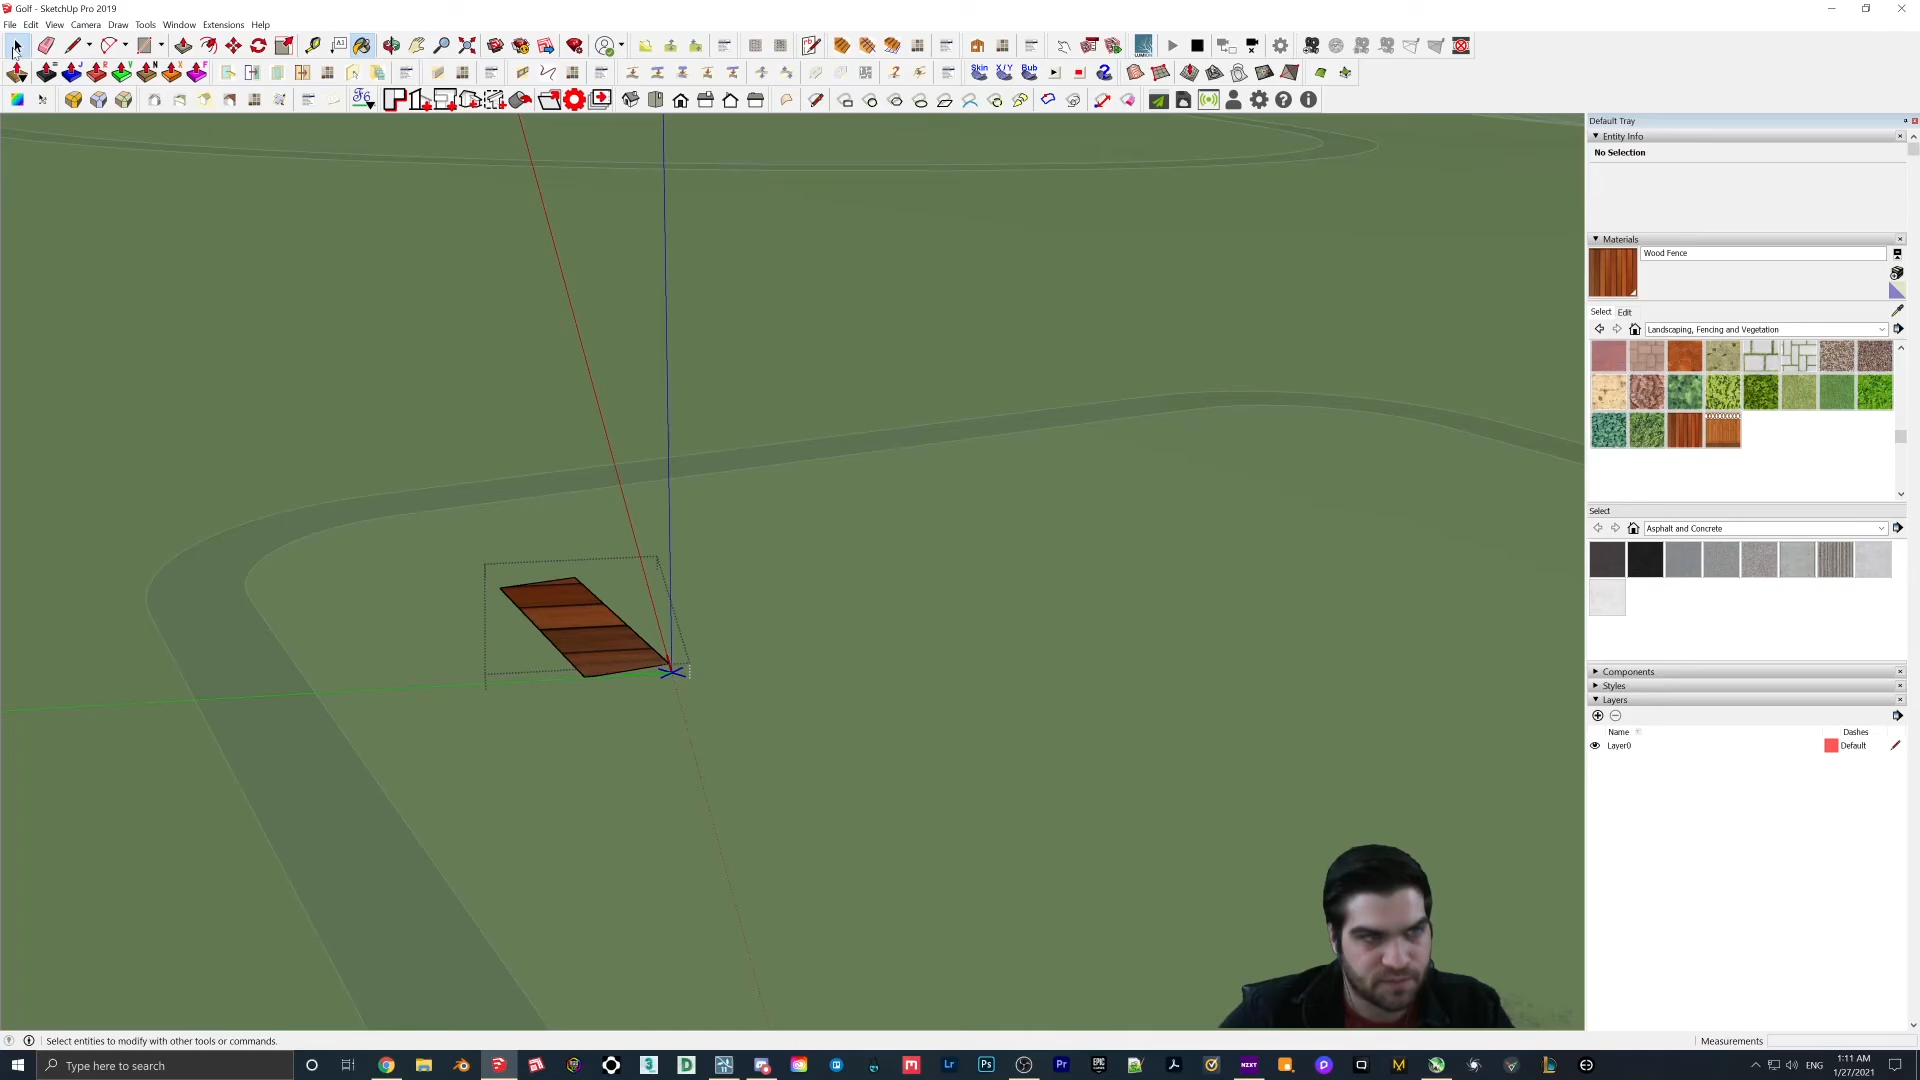 Golf - SketchUp Pro 2019
File Edit View Camera Draw Tools Window Extensions Help
Skin X/Y Bub
Default Tray
Entity Info
No Selection
Materials
Wood Fence
Select Edit
Landscaping, Fencing and Vegetation
Select
Asphalt and Concrete
Components
Styles
Layers
Name Dashes
Layer0 Default
Select entities to modify with other tools or commands.
Measurements
Type here to search
ENG
1:11 AM
1/27/2021